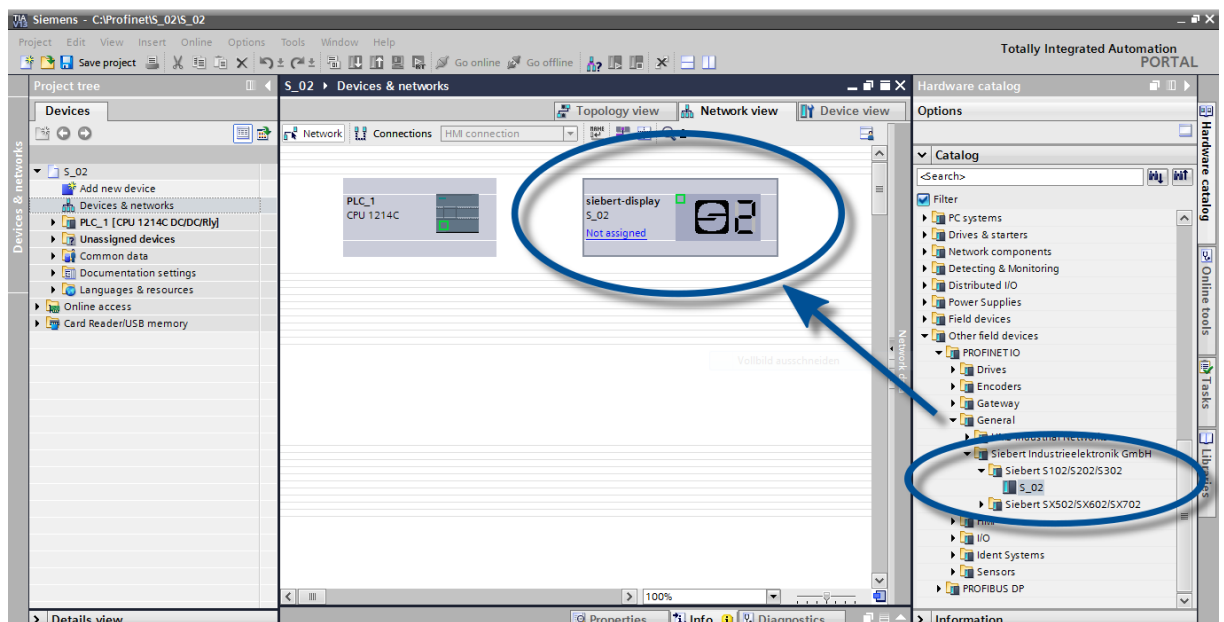 TIA V13 Siemens - C:\Profinet\S_02\S_02
Project Edit View Insert Online Options Tools Window Help
Totally Integrated Automation
PORTAL
Save project Go online Go offline
Project tree
S_02 Devices & networks
Hardware catalog
Devices
Topology view Network view Device view
Options
Network Connections HMI connection
Catalog
<Search>
Filter
S_02
Add new device
Devices & networks
PLC_1 [CPU 1214C DC/DC/Rly]
Unassigned devices
Common data
Documentation settings
Languages & resources
Online access
Card Reader/USB memory
Details view
Devices & networks
PLC_1
CPU 1214C
siebert-display
S_02
Not assigned
02
Vollbild ausschneiden
100%
Properties Info Diagnostics
PC systems
Drives & starters
Network components
Detecting & Monitoring
Distributed I/O
Power Supplies
Field devices
Other field devices
PROFINET IO
Drives
Encoders
Gateway
General
Siebert Industrieelektronik GmbH
Siebert S102/S202/S302
S_02
Siebert SX502/SX602/SX702
HMI
I/O
Ident Systems
Sensors
PROFIBUS DP
Information
Hardware catalog
Online tools
Tasks
Libraries